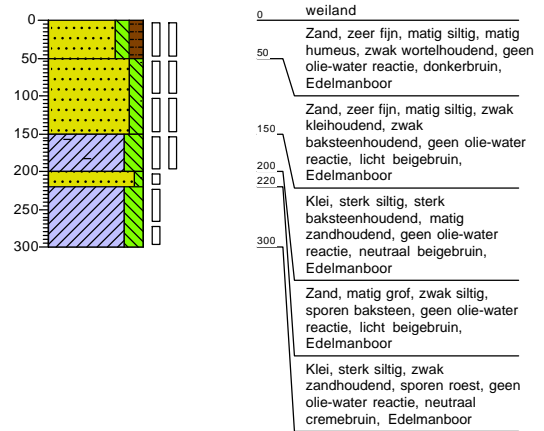 0
50
100
150
200
250
300
0
weiland
Zand, zeer fijn, matig siltig, matig
humeus, zwak wortelhoudend, geen
olie-water reactie, donkerbruin,
Edelmanboor
50
Zand, zeer fijn, matig siltig, zwak
kleihoudend, zwak
baksteenhoudend, geen olie-water
reactie, licht beigebruin,
Edelmanboor
150
Klei, sterk siltig, sterk
baksteenhoudend, matig
zandhoudend, geen olie-water
reactie, neutraal beigebruin,
Edelmanboor
200
Zand, matig grof, zwak siltig,
sporen baksteen, geen olie-water
reactie, licht beigebruin,
Edelmanboor
220
Klei, sterk siltig, zwak
zandhoudend, sporen roest, geen
olie-water reactie, neutraal
cremebruin, Edelmanboor
300